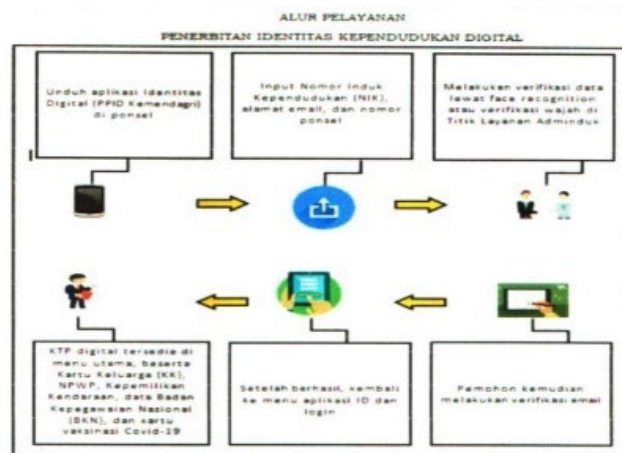 ALUR PELAYANAN
PENERBITAN IDENTITAS KEPENDUDUKAN DIGITAL
Unduh aplikasi Identitas
Digital (PPID Kemendagri)
di ponsel
Input Nomor Induk
Kependudukan (NIK),
alamat email, dan nomor
ponsel
Melakukan verifikasi data
lewat face recognition
atau verifikasi wajah di
Titik Layanan Adminduk
KTP digital tersedia di
menu utama, beserta
Kartu Keluarga (KK),
NPWP, Kepemilikan
Kendaraan, data Badan
Kepegawaian Nasional
(BKN), dan kartu
vaksinasi Covid-19
Setelah berhasil, kembali
ke menu aplikasi ID dan
login
Pemohon kemudian
melakukan verifikasi email